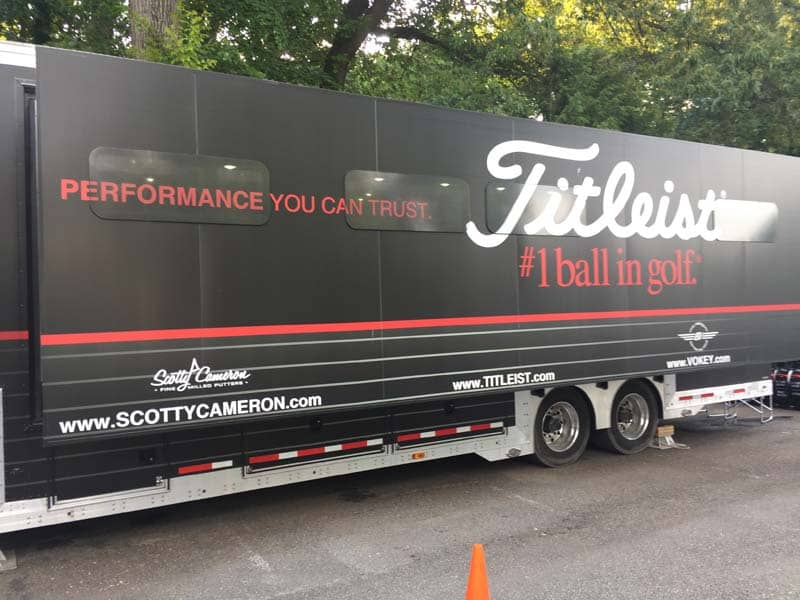 PERFORMANCE YOU CAN TRUST.
Titleist
#1 ball in golf.
Scotty Cameron
FINE MILLED PUTTERS
www.SCOTTYCAMERON.com
www.TITLEIST.com
www.VOKEY.com